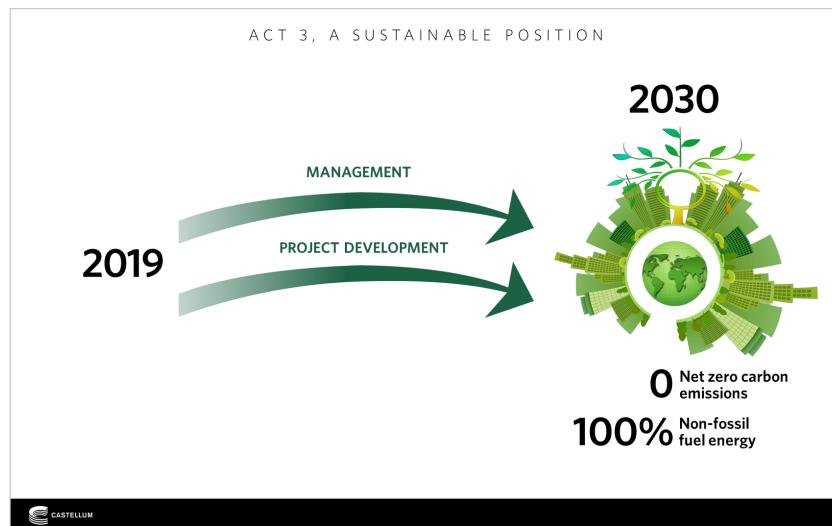 ACT 3, A SUSTAINABLE POSITION
2030
MANAGEMENT
PROJECT DEVELOPMENT
2019
0 Net zero carbon
emissions
100% Non-fossil
fuel energy
CASTELLUM